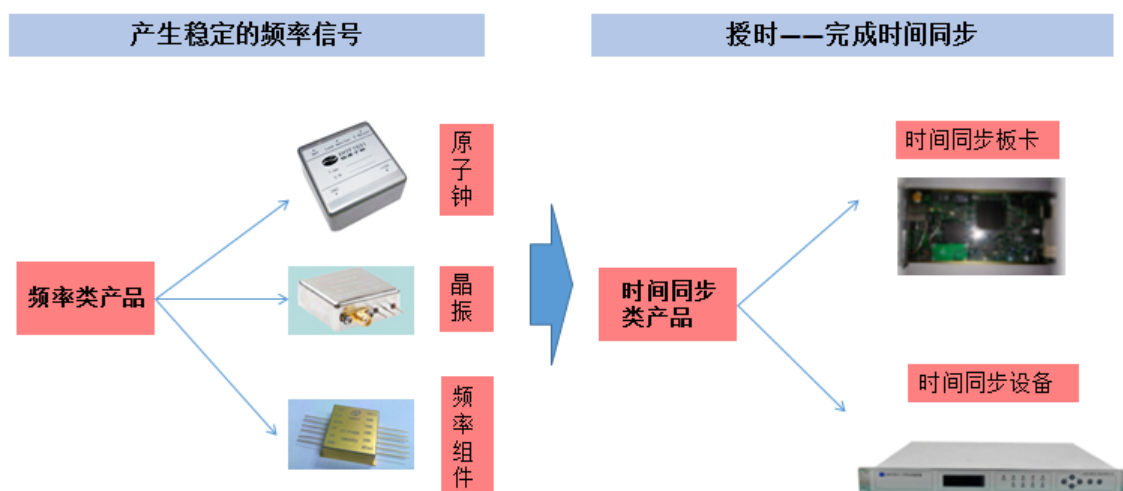 产生稳定的频率信号
授时——完成时间同步
原子钟
时间同步板卡
频率类产品
晶振
时间同步
类产品
时间同步设备
频率组件